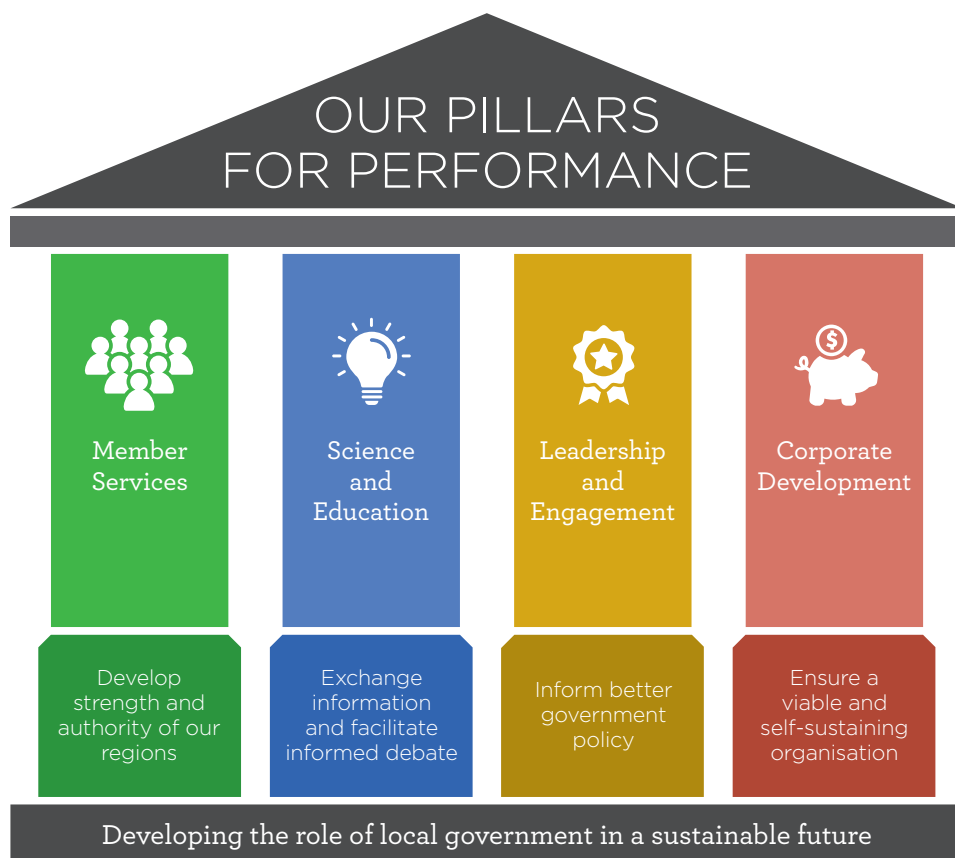 OUR PILLARS
FOR PERFORMANCE
$
Member
Services
Science
and
Education
Leadership
and
Engagement
Corporate
Development
Develop
strength and
authority of our
regions
Exchange
information
and facilitate
informed debate
Inform better
government
policy
Ensure a
viable and
self-sustaining
organisation
Developing the role of local government in a sustainable future